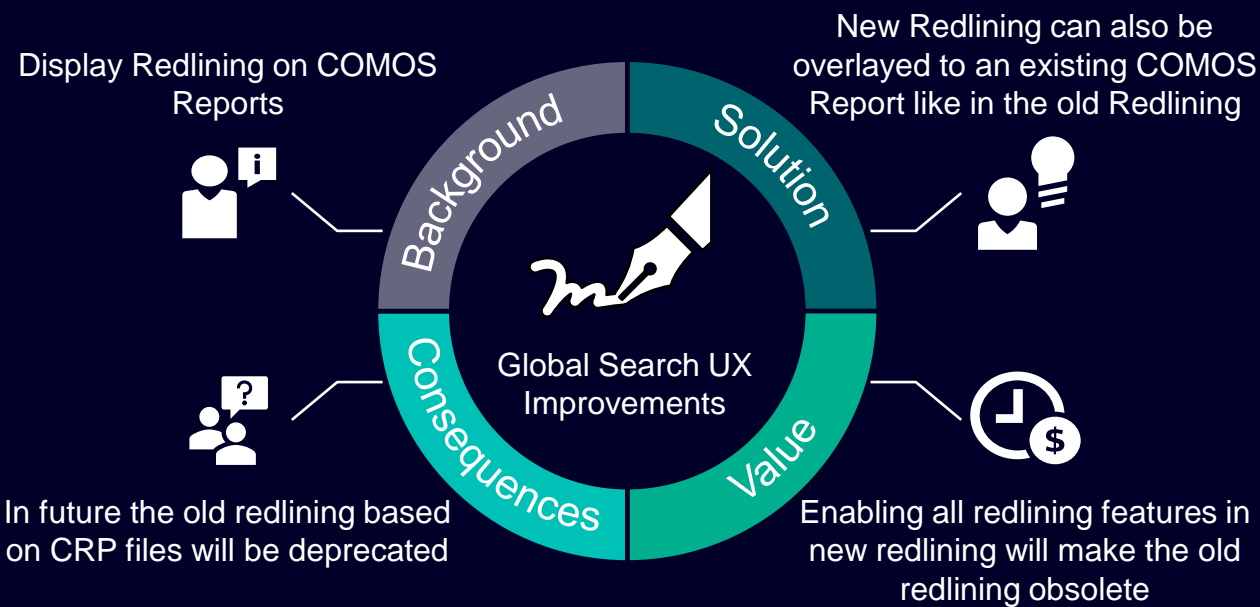 Display Redlining on COMOS
Reports
New Redlining can also be
overlayed to an existing COMOS
Report like in the old Redlining
Background
Solution
i
Global Search UX
Improvements
Consequences
Value
?
$
In future the old redlining based
on CRP files will be deprecated
Enabling all redlining features in
new redlining will make the old
redlining obsolete